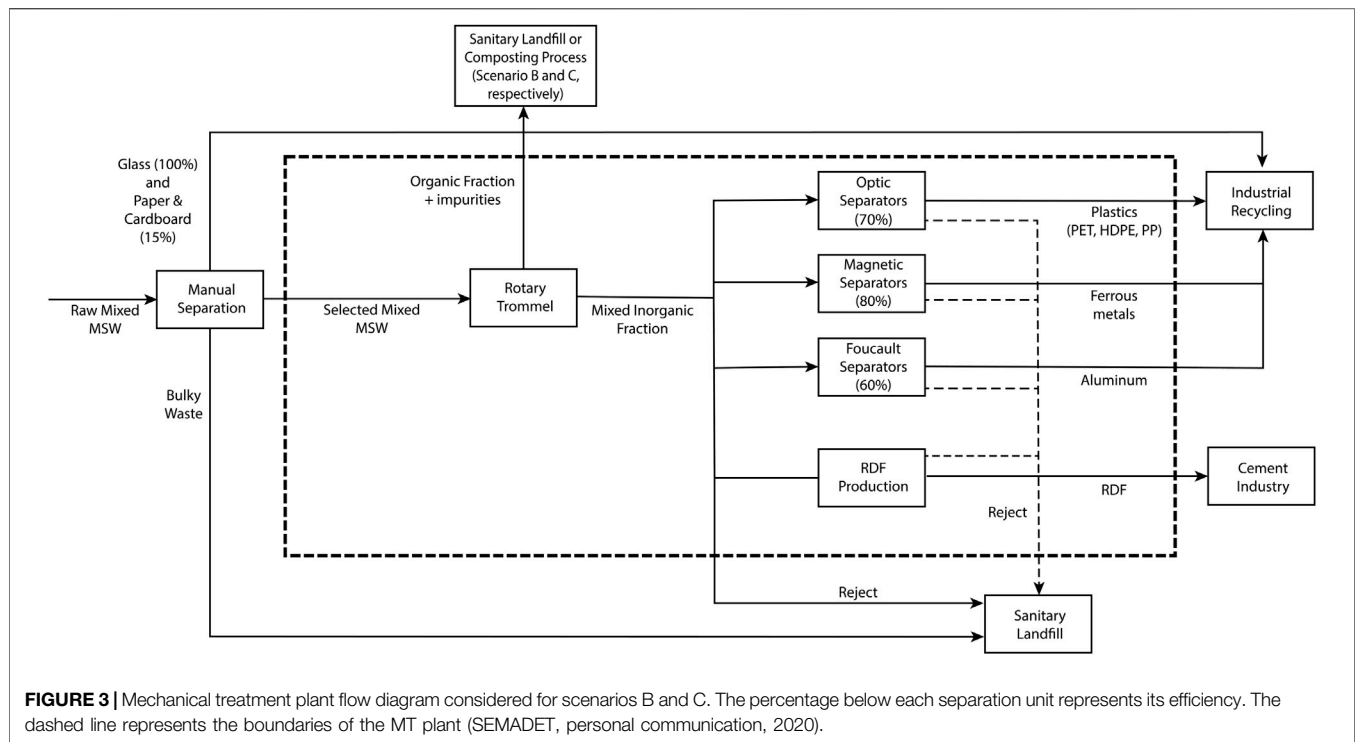 Sanitary Landfill or
Composting Process
(Scenario B and C,
respectively)
Glass (100%)
and
Paper &
Cardboard
(15%)
Organic Fraction
+ impurities
Optic
Separators
(70%)
Plastics
(PET, HDPE, PP)
Industrial
Recycling
Raw Mixed
MSW
Manual
Separation
Selected Mixed
MSW
Rotary
Trommel
Mixed Inorganic
Fraction
Magnetic
Separators
(80%)
Ferrous
metals
Foucault
Separators
(60%)
Aluminum
Bulky
Waste
RDF
Production
RDF
Cement
Industry
Reject
Reject
Sanitary
Landfill
FIGURE 3 | Mechanical treatment plant flow diagram considered for scenarios B and C. The percentage below each separation unit represents its efficiency. The
dashed line represents the boundaries of the MT plant (SEMADET, personal communication, 2020).